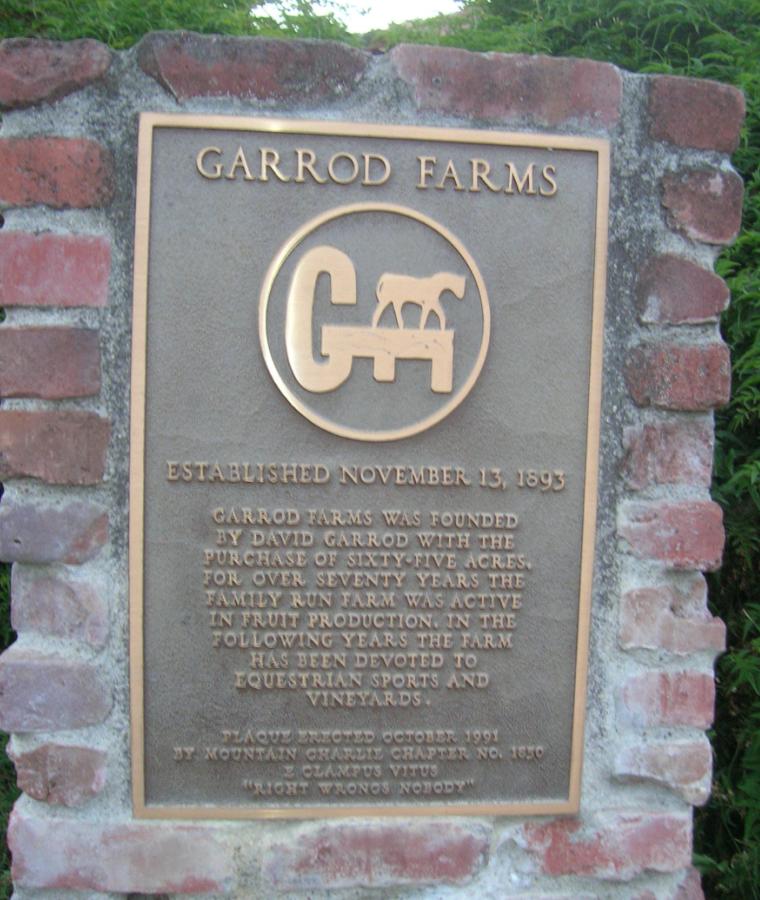 GARROD FARMS
ESTABLISHED NOVEMBER 13, 1893
GARROD FARMS WAS FOUNDED
BY DAVID GARROD WITH THE
PURCHASE OF SIXTY-FIVE ACRES.
FOR OVER SEVENTY YEARS THE
FAMILY RUN FARM WAS ACTIVE
IN FRUIT PRODUCTION. IN THE
FOLLOWING YEARS THE FARM
HAS BEEN DEVOTED TO
EQUESTRIAN SPORTS AND
VINEYARDS.
PLAQUE ERECTED OCTOBER 1991
BY MOUNTAIN CHARLIE CHAPTER NO. 1850
E CLAMPUS VITUS
"RIGHT WRONGS NOBODY"